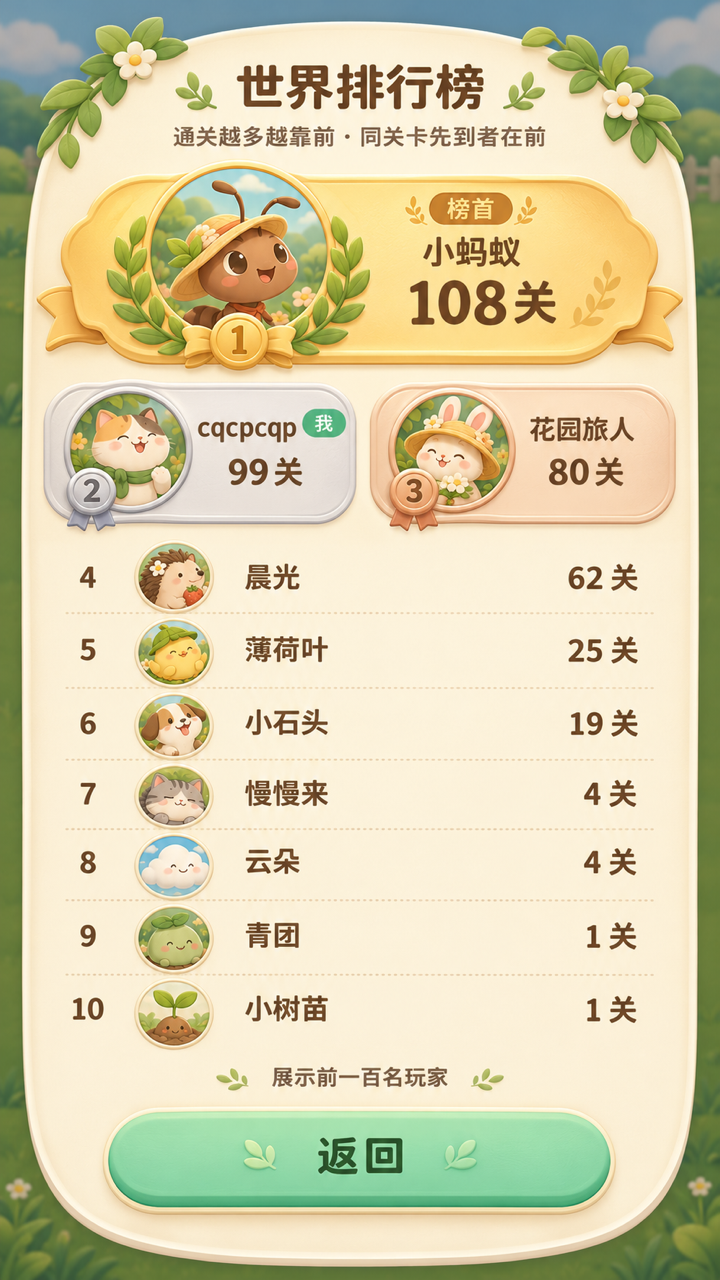 世界排行榜
通关越多越靠前 · 同关卡先到者在前
榜首
小蚂蚁
108关
1
cqcpcqp 我
99关
2
花园旅人
80关
3
4 晨光 62关
5 薄荷叶 25关
6 小石头 19关
7 慢慢来 4关
8 云朵 4关
9 青团 1关
10 小树苗 1关
展示前一百名玩家
返回